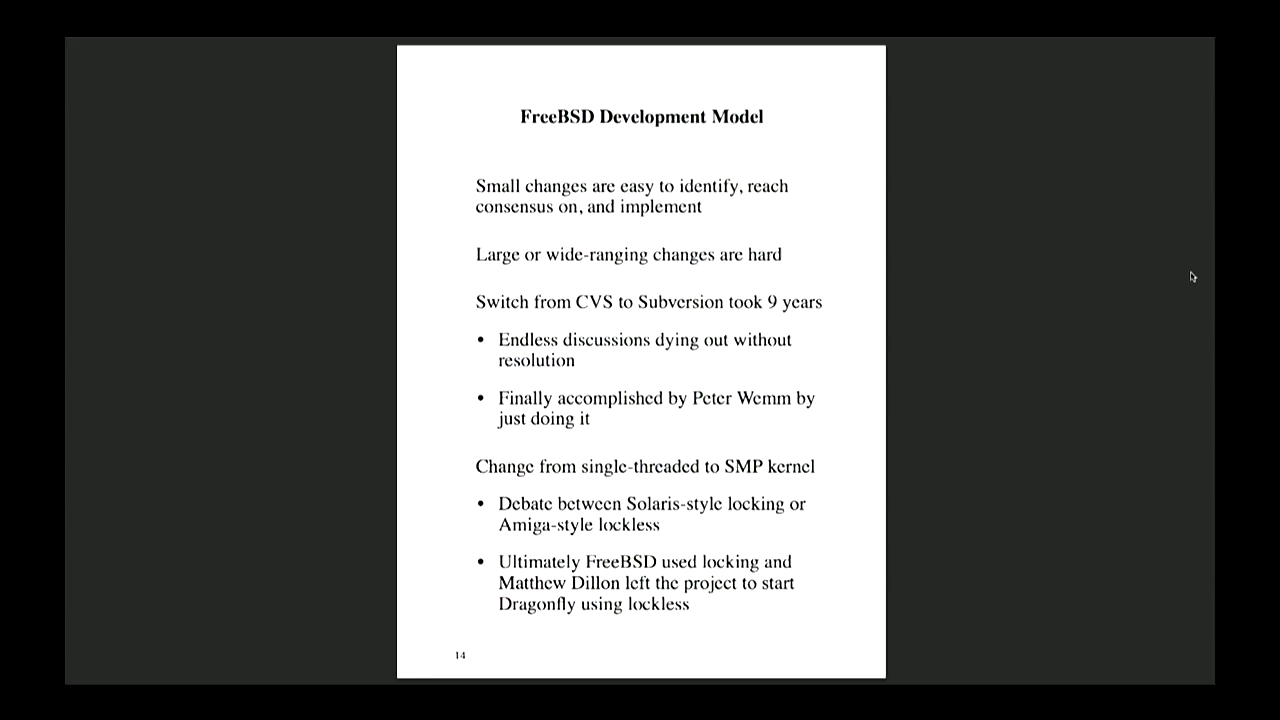 FreeBSD Development Model
Small changes are easy to identify, reach
consensus on, and implement
Large or wide-ranging changes are hard
Switch from CVS to Subversion took 9 years
• Endless discussions dying out without
resolution
• Finally accomplished by Peter Wemm by
just doing it
Change from single-threaded to SMP kernel
• Debate between Solaris-style locking or
Amiga-style lockless
• Ultimately FreeBSD used locking and
Matthew Dillon left the project to start
Dragonfly using lockless
14